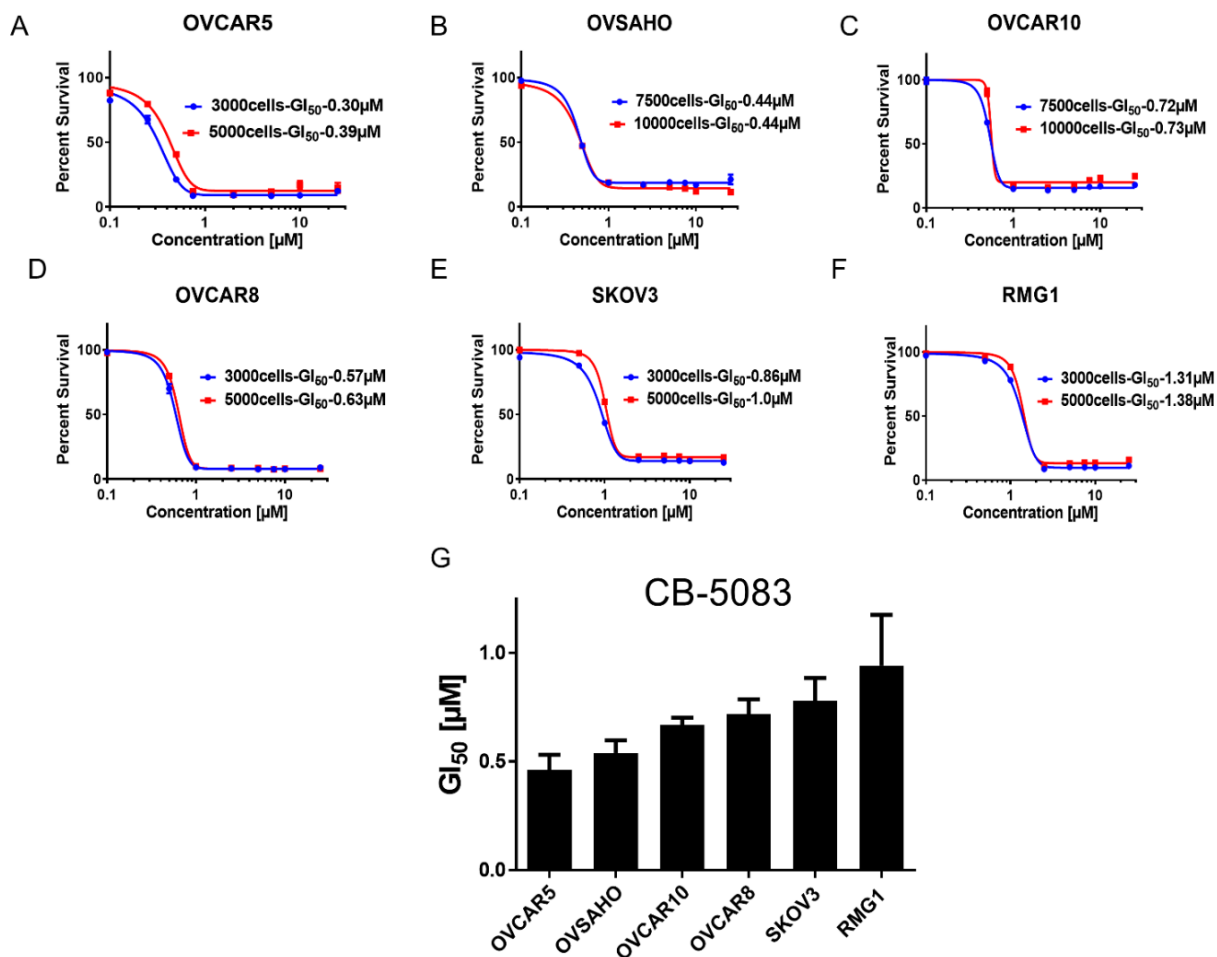 A
OVCAR5
Percent Survival
100
50
0
0.1
1
10
Concentration [µM]
3000cells-GI50-0.30µM
5000cells-GI50-0.39µM
B
OVSAHO
Percent Survival
100
50
0
0.1
1
10
Concentration [µM]
7500cells-GI50-0.44µM
10000cells-GI50-0.44µM
C
OVCAR10
Percent Survival
100
50
0
0.1
1
10
Concentration [µM]
7500cells-GI50-0.72µM
10000cells-GI50-0.73µM
D
OVCAR8
Percent Survival
100
50
0
0.1
1
10
Concentration [µM]
3000cells-GI50-0.57µM
5000cells-GI50-0.63µM
E
SKOV3
Percent Survival
100
50
0
0.1
1
10
Concentration [µM]
3000cells-GI50-0.86µM
5000cells-GI50-1.0µM
F
RMG1
Percent Survival
100
50
0
0.1
1
10
Concentration [µM]
3000cells-GI50-1.31µM
5000cells-GI50-1.38µM
G
CB-5083
GI50 [µM]
1.0
0.5
0.0
OVCAR5
OVSAHO
OVCAR10
OVCAR8
SKOV3
RMG1